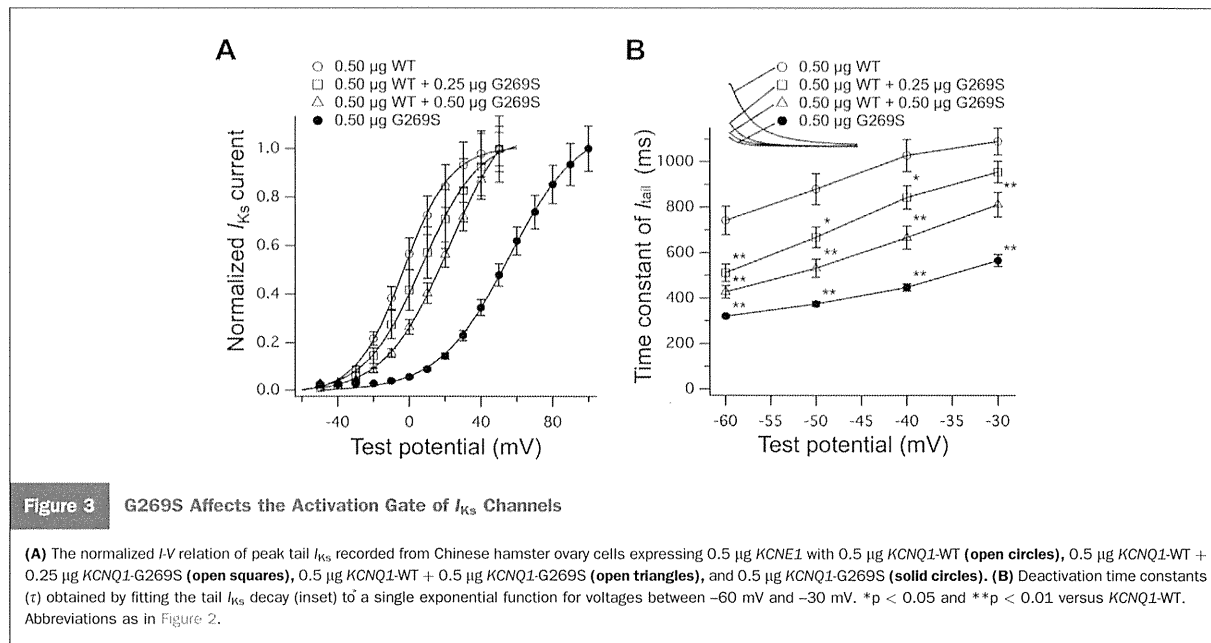 A
○ 0.50 µg WT
□ 0.50 µg WT + 0.25 µg G269S
△ 0.50 µg WT + 0.50 µg G269S
● 0.50 µg G269S
Normalized IKs current
1.0
0.8
0.6
0.4
0.2
0.0
-40
0
40
80
Test potential (mV)
B
○ 0.50 µg WT
□ 0.50 µg WT + 0.25 µg G269S
△ 0.50 µg WT + 0.50 µg G269S
● 0.50 µg G269S
Time constant of Itail (ms)
1000
800
600
400
200
0
**
**
**
*
**
**
*
**
**
**
**
-60
-55
-50
-45
-40
-35
-30
Test potential (mV)
Figure 3 G269S Affects the Activation Gate of IKs Channels
(A) The normalized I-V relation of peak tail IKs recorded from Chinese hamster ovary cells expressing 0.5 µg KCNE1 with 0.5 µg KCNQ1-WT (open circles), 0.5 µg KCNQ1-WT +
0.25 µg KCNQ1-G269S (open squares), 0.5 µg KCNQ1-WT + 0.5 µg KCNQ1-G269S (open triangles), and 0.5 µg KCNQ1-G269S (solid circles). (B) Deactivation time constants
(τ) obtained by fitting the tail IKs decay (inset) to a single exponential function for voltages between –60 mV and –30 mV. *p < 0.05 and **p < 0.01 versus KCNQ1-WT.
Abbreviations as in Figure 2.